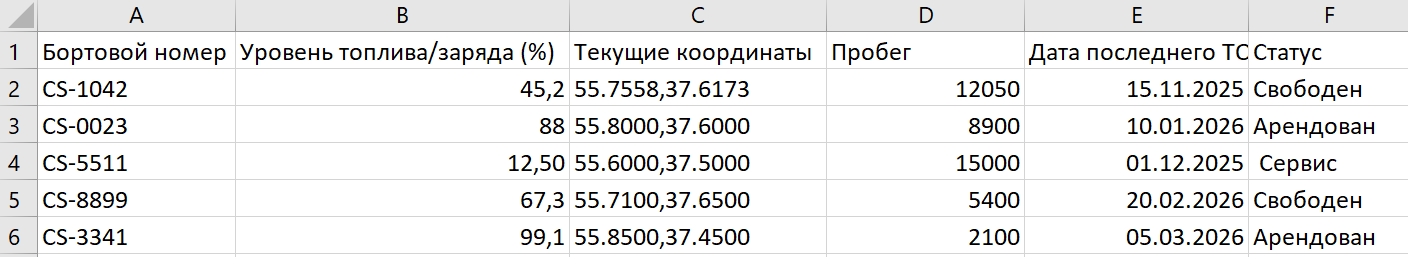 A B C D E F
1 Бортовой номер Уровень топлива/заряда (%) Текущие координаты Пробег Дата последнего ТО Статус
2 CS-1042 45,2 55.7558,37.6173 12050 15.11.2025 Свободен
3 CS-0023 88 55.8000,37.6000 8900 10.01.2026 Арендован
4 CS-5511 12,50 55.6000,37.5000 15000 01.12.2025 Сервис
5 CS-8899 67,3 55.7100,37.6500 5400 20.02.2026 Свободен
6 CS-3341 99,1 55.8500,37.4500 2100 05.03.2026 Арендован